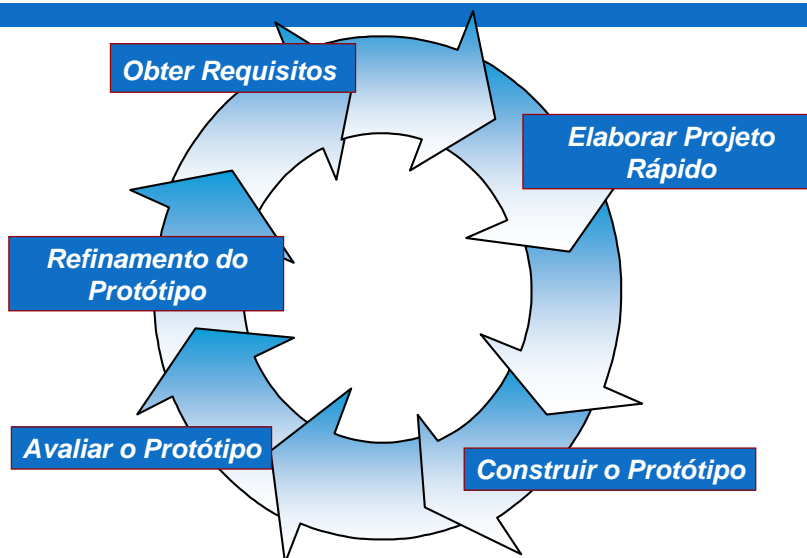 Obter Requisitos
Elaborar Projeto
Rápido
Construir o Protótipo
Avaliar o Protótipo
Refinamento do
Protótipo